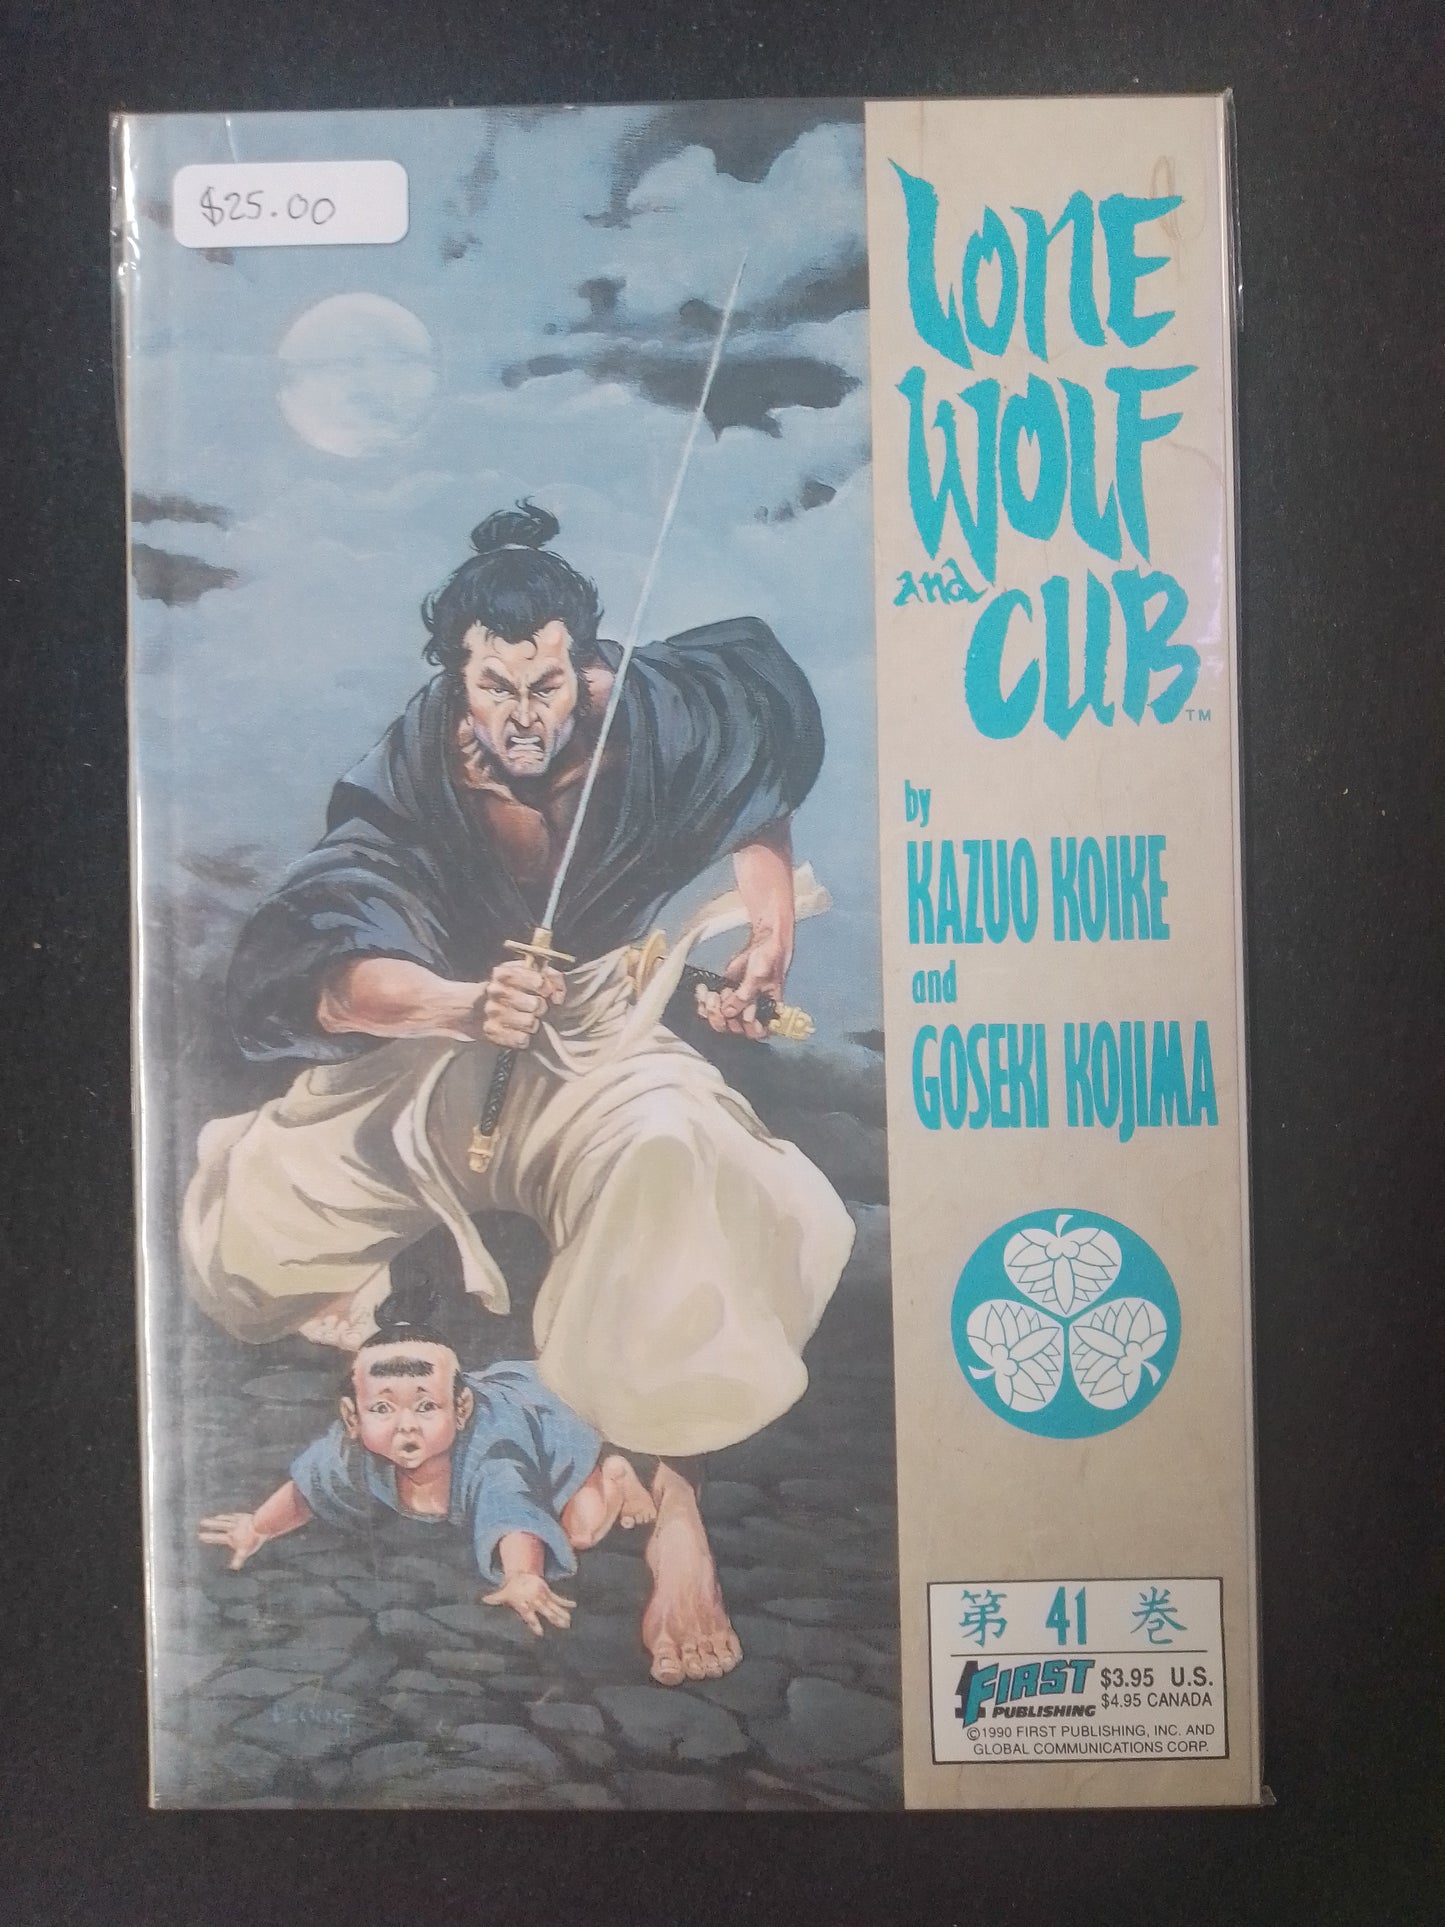 $25.00
LONE
WOLF
and
CUB
TM
by
KAZUO KOIKE
and
GOSEKI KOJIMA
第 41 巻
FIRST
PUBLISHING
$3.95 U.S.
$4.95 CANADA
©1990 FIRST PUBLISHING, INC. AND
GLOBAL COMMUNICATIONS CORP.